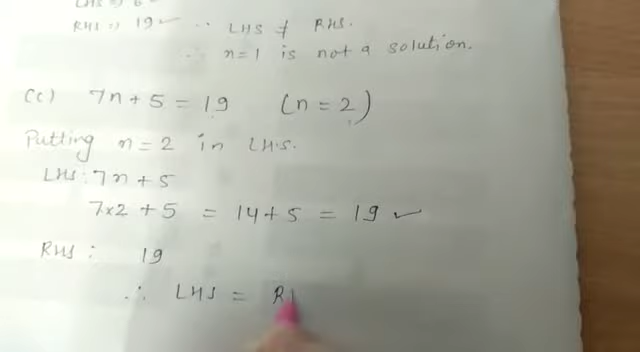 RHS => 19 ✓ ∴ LHS ≠ RHS.
∴ n=1 is not a solution.
(c) 7n+5 = 19 (n=2)
Putting n=2 in LHS.
LHS: 7n+5
7×2 +5 = 14+5 = 19 ✓
RHS : 19
∴ LHS = R